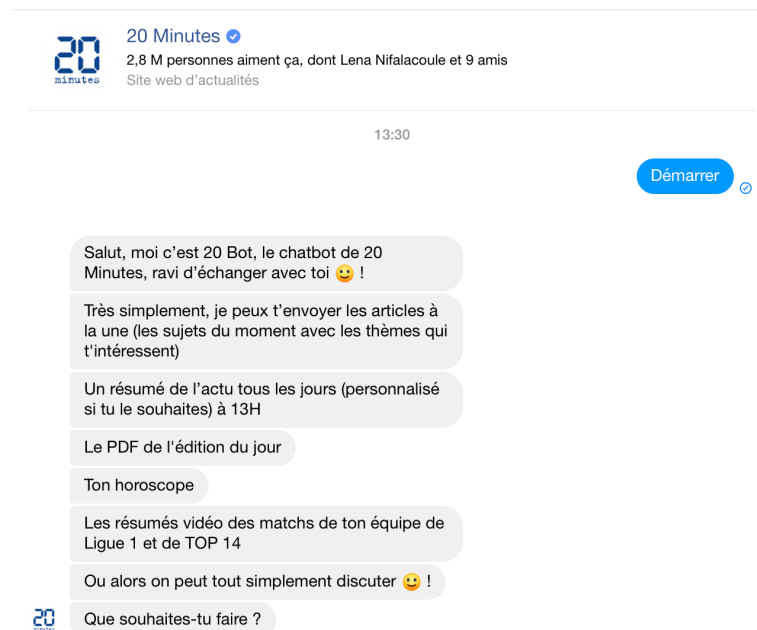 20
minutes
20 Minutes
2,8 M personnes aiment ça, dont Lena Nifalacoule et 9 amis
Site web d’actualités
13:30
Démarrer
Salut, moi c’est 20 Bot, le chatbot de 20
Minutes, ravi d’échanger avec toi 🙂 !
Très simplement, je peux t’envoyer les articles à
la une (les sujets du moment avec les thèmes qui
t'intéressent)
Un résumé de l’actu tous les jours (personnalisé
si tu le souhaites) à 13H
Le PDF de l'édition du jour
Ton horoscope
Les résumés vidéo des matchs de ton équipe de
Ligue 1 et de TOP 14
Ou alors on peut tout simplement discuter 🙂 !
20
minutes
Que souhaites-tu faire ?